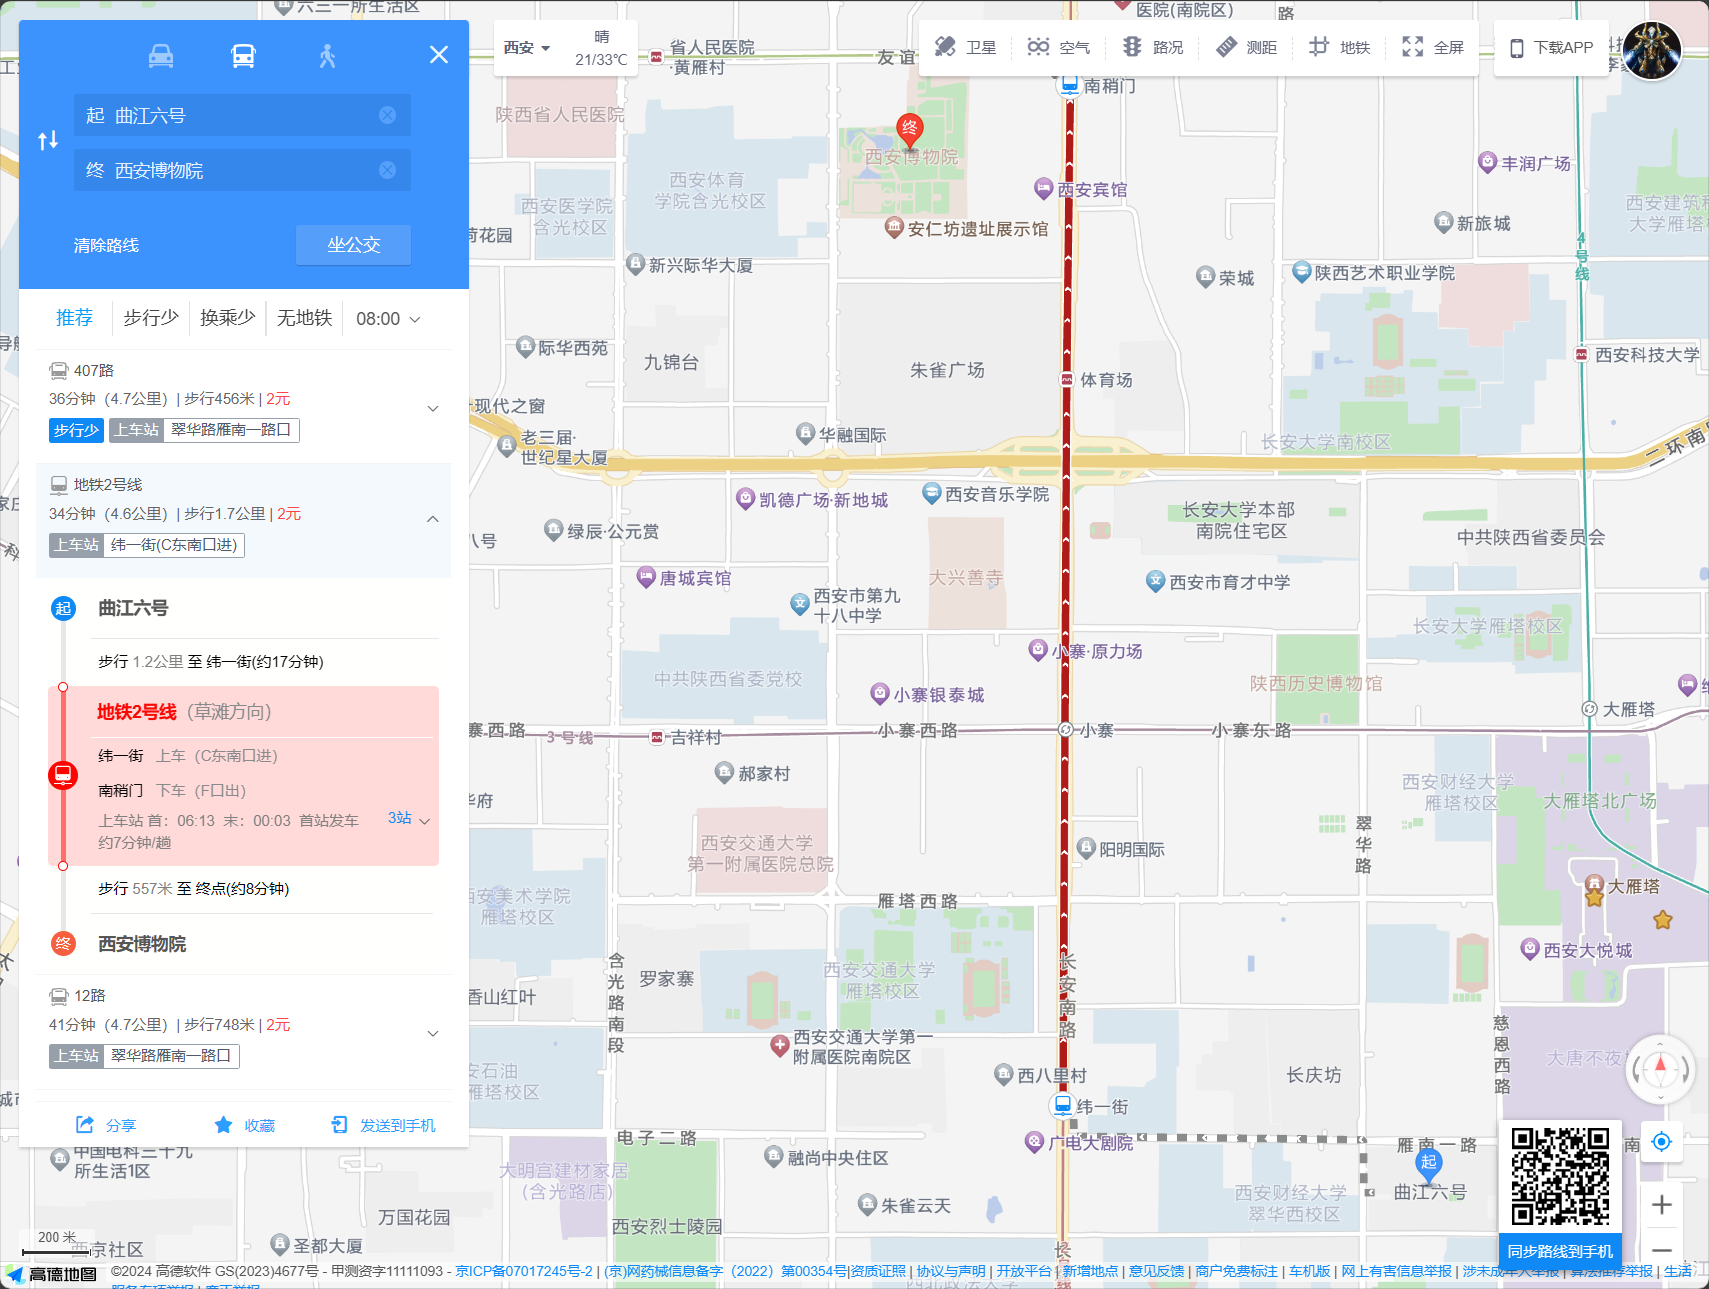 起 曲江六号
终 西安博物院
清除路线
坐公交
推荐
步行少
换乘少
无地铁
08:00
407路
36分钟（4.7公里）| 步行456米 | 2元
步行少 上车站 翠华路雁南一路口
地铁2号线
34分钟（4.6公里）| 步行1.7公里 | 2元
上车站 纬一街(C东南口进)
起 曲江六号
步行 1.2公里 至 纬一街(约17分钟)
地铁2号线（草滩方向）
纬一街 上车（C东南口进）
南稍门 下车（F口出）
上车站 首：06:13 末：00:03 首站发车
约7分钟/趟
3站
步行 557米 至 终点(约8分钟)
终 西安博物院
12路
41分钟（4.7公里）| 步行748米 | 2元
上车站 翠华路雁南一路口
分享
收藏
发送到手机
西安
晴
21/33℃
卫星
空气
路况
测距
地铁
全屏
下载APP
六三一所生活区
省人民医院
·黄雁村
友谊
医院(南院区)
路
南稍门
陕西省人民医院
终
西安博物院
西安体育
学院含光校区
西安医学院
含光校区
荷花园
西安宾馆
安仁坊遗址展示馆
丰润广场
新旅城
西安建筑科
大学雁塔校
4号线
新兴际华大厦
荣城
陕西艺术职业学院
际华西苑
九锦台
朱雀广场
体育场
西安科技大学
现代之窗
老三届·
世纪星大厦
华融国际
长安大学南校区
二环南
凯德广场·新地城
西安音乐学院
长安大学本部
南院住宅区
中共陕西省委员会
绿辰·公元赏
八号
大兴善寺
唐城宾馆
西安市第九
十八中学
西安市育才中学
长安大学雁塔校区
小寨·原力场
中共陕西省委党校
小寨银泰城
陕西历史博物馆
大雁塔
寨西路
3号线
吉祥村
小寨西路
小寨
小寨东路
郝家村
华府
西安财经大学
雁塔校区
大雁塔北广场
翠华路
西安交通大学
第一附属医院总院
阳明国际
安美术学院
雁塔校区
雁塔西路
大雁塔
西安大悦城
含光路南段
罗家寨
西安交通大学
雁塔校区
长安南路
香山红叶
西安交通大学第一
附属医院南院区
慈恩西路
大唐不夜
安石油
雁塔校区
西八里村
长庆坊
纬一街
电子二路
广电大剧院
雁南一路
南
中国电科三十九
所生活1区
大明宫建材家居
(含光路店)
融尚中央住区
起
曲江六号
西安财经大学
翠华西校区
朱雀云天
万国花园
西安烈士陵园
京社区
圣都大厦
200 米
高德地图
同步路线到手机
©2024 高德软件 GS(2023)4677号 - 甲测资字11111093 - 京ICP备07017245号-2 | (京)网药械信息备字（2022）第00354号|资质证照 | 协议与声明 | 开放平台 | 新增地点 | 意见反馈 | 商户免费标注 | 车机版 | 网上有害信息举报 | 涉未成年人举报 | 算法推荐举报 | 生活